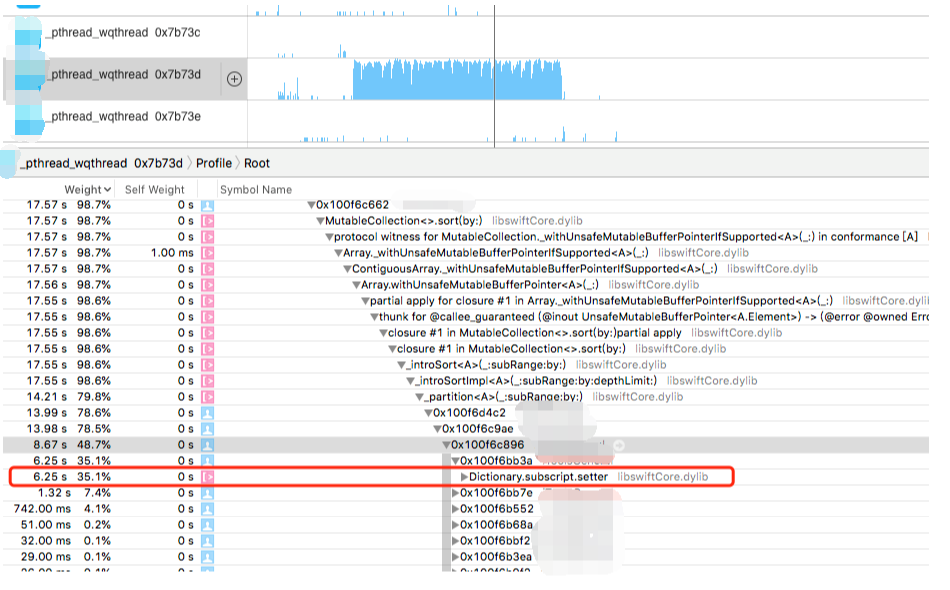 _pthread_wqthread 0x7b73c
_pthread_wqthread 0x7b73d
_pthread_wqthread 0x7b73e
_pthread_wqthread 0x7b73d Profile Root
Weight Self Weight Symbol Name
17.57 s 98.7% 0 s 0x100f6c662
17.57 s 98.7% 0 s MutableCollection<>.sort(by:) libswiftCore.dylib
17.57 s 98.7% 0 s protocol witness for MutableCollection._withUnsafeMutableBufferPointerIfSupported<A>(_:) in conformance [A]
17.57 s 98.7% 1.00 ms Array._withUnsafeMutableBufferPointerIfSupported<A>(_:) libswiftCore.dylib
17.57 s 98.7% 0 s ContiguousArray._withUnsafeMutableBufferPointerIfSupported<A>(_:) libswiftCore.dylib
17.56 s 98.7% 0 s Array.withUnsafeMutableBufferPointer<A>(_:) libswiftCore.dylib
17.55 s 98.6% 0 s partial apply for closure #1 in Array._withUnsafeMutableBufferPointerIfSupported<A>(_:) libswiftCore.dyli
17.55 s 98.6% 0 s thunk for @callee_guaranteed (@inout UnsafeMutableBufferPointer<A.Element>) -> (@error @owned Erro
17.55 s 98.6% 0 s closure #1 in MutableCollection<>.sort(by:)partial apply libswiftCore.dylib
17.55 s 98.6% 0 s closure #1 in MutableCollection<>.sort(by:) libswiftCore.dylib
17.55 s 98.6% 0 s _introSort<A>(_:subRange:by:) libswiftCore.dylib
17.55 s 98.6% 0 s _introSortImpl<A>(_:subRange:by:depthLimit:) libswiftCore.dylib
14.21 s 79.8% 0 s _partition<A>(_:subRange:by:) libswiftCore.dylib
13.99 s 78.6% 0 s 0x100f6d4c2
13.98 s 78.5% 0 s 0x100f6c9ae
8.67 s 48.7% 0 s 0x100f6c896
6.25 s 35.1% 0 s 0x100f6bb3a
6.25 s 35.1% 0 s Dictionary.subscript.setter libswiftCore.dylib
1.32 s 7.4% 0 s 0x100f6bb7e
742.00 ms 4.1% 0 s 0x100f6b552
51.00 ms 0.2% 0 s 0x100f6b68a
32.00 ms 0.1% 0 s 0x100f6bbf2
29.00 ms 0.1% 0 s 0x100f6b3ea